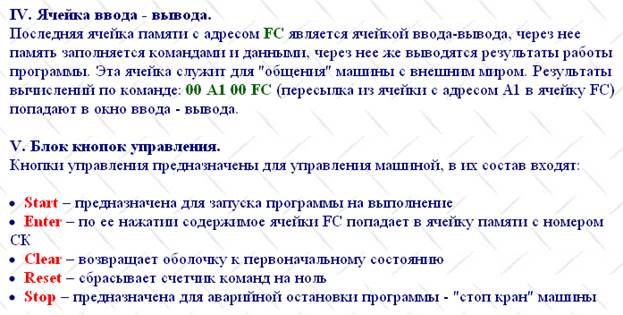 IV. Ячейка ввода - вывода.
Последняя ячейка памяти с адресом FC является ячейкой ввода-вывода, через нее
память заполняется командами и данными, через нее же выводятся результаты работы
программы. Эта ячейка служит для "общения" машины с внешним миром. Результаты
вычислений по команде: 00 A1 00 FC (пересылка из ячейки с адресом A1 в ячейку FC)
попадают в окно ввода - вывода.
V. Блок кнопок управления.
Кнопки управления предназначены для управления машиной, в их состав входят:
• Start – предназначена для запуска программы на выполнение
• Enter – по ее нажатии содержимое ячейки FC попадает в ячейку памяти с номером
СК
• Clear – возвращает оболочку к первоначальному состоянию
• Reset – сбрасывает счетчик команд на ноль
• Stop – предназначена для аварийной остановки программы - "стоп кран" машины